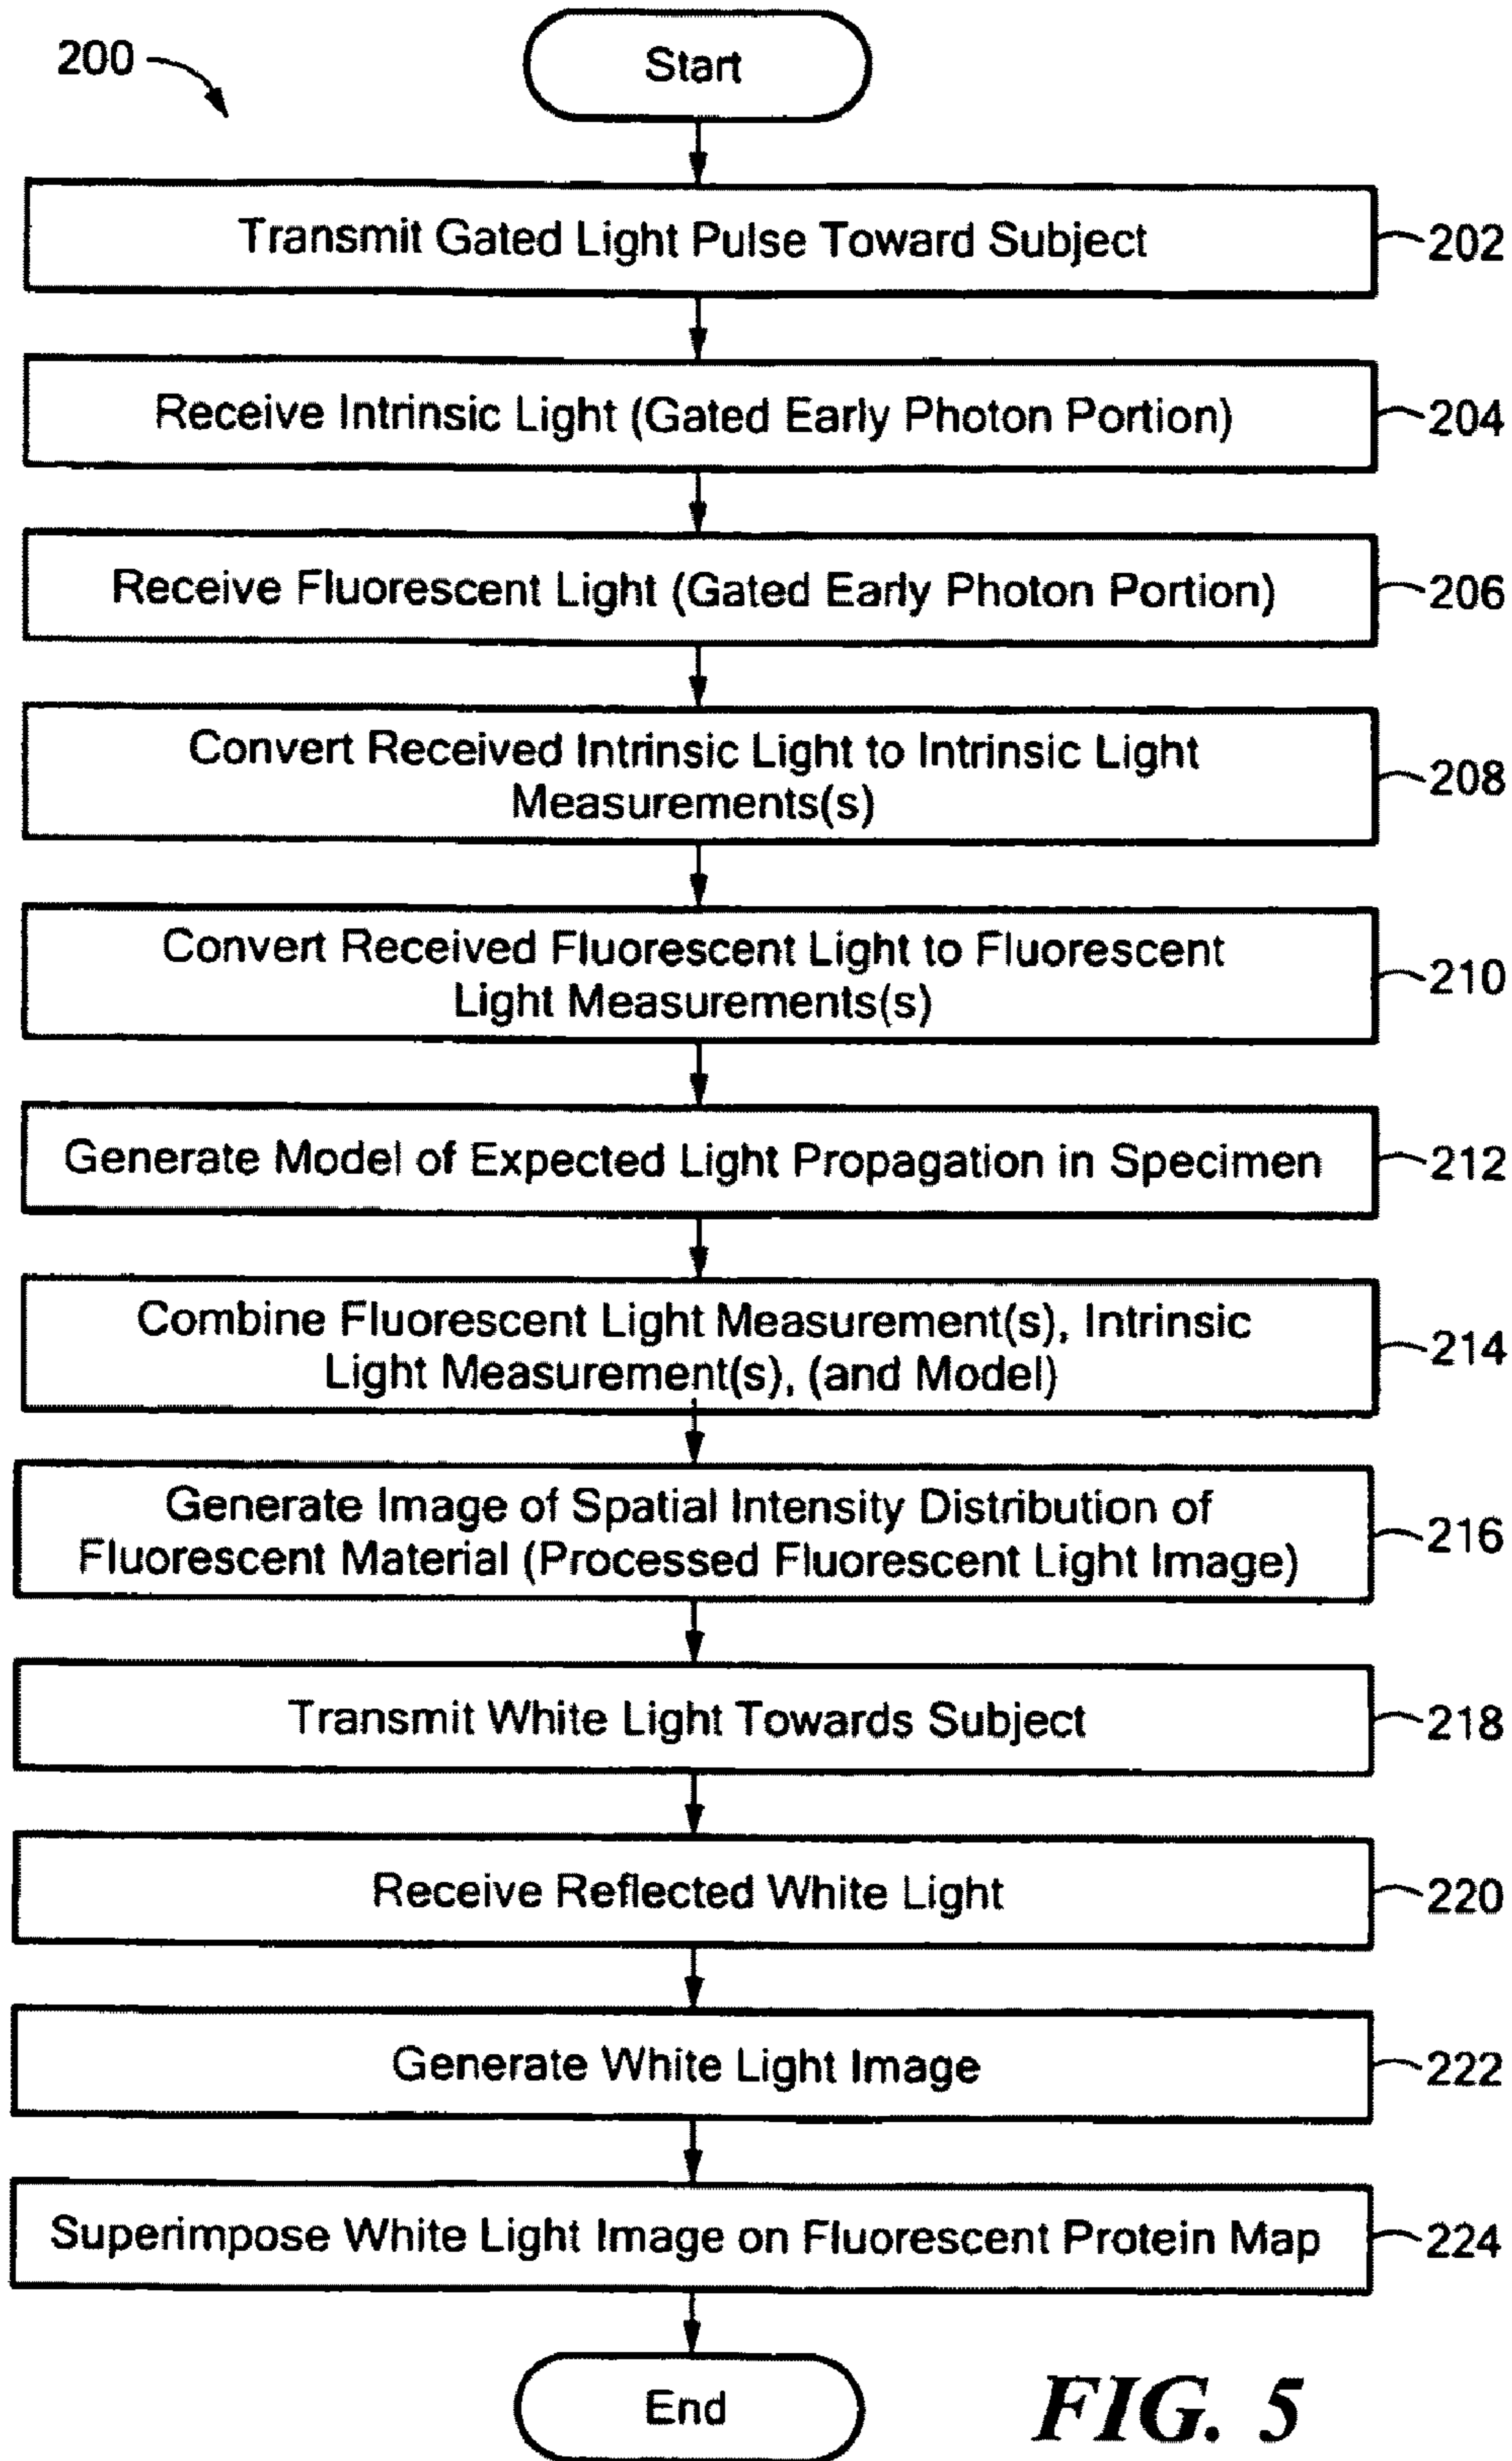 200
Start
Transmit Gated Light Pulse Toward Subject
202
Receive Intrinsic Light (Gated Early Photon Portion)
204
Receive Fluorescent Light (Gated Early Photon Portion)
206
Convert Received Intrinsic Light to Intrinsic Light
Measurements(s)
208
Convert Received Fluorescent Light to Fluorescent
Light Measurements(s)
210
Generate Model of Expected Light Propagation in Specimen
212
Combine Fluorescent Light Measurement(s), Intrinsic
Light Measurement(s), (and Model)
214
Generate Image of Spatial Intensity Distribution of
Fluorescent Material (Processed Fluorescent Light Image)
216
Transmit White Light Towards Subject
218
Receive Reflected White Light
220
Generate White Light Image
222
Superimpose White Light Image on Fluorescent Protein Map
224
End
FIG. 5